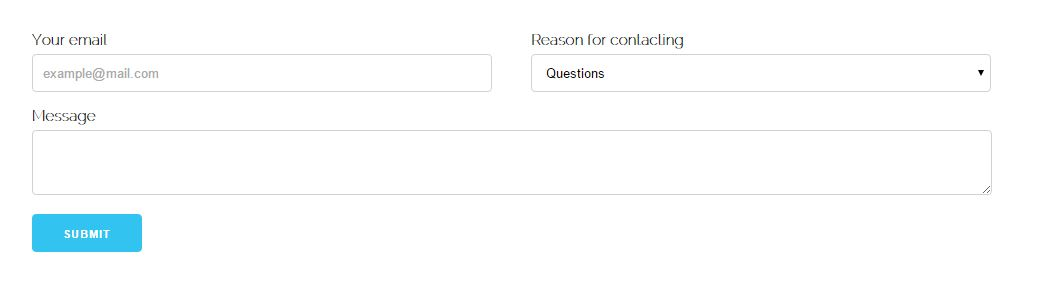 Your email
Reason for contacting
example@mail.com
Questions
Message
SUBMIT